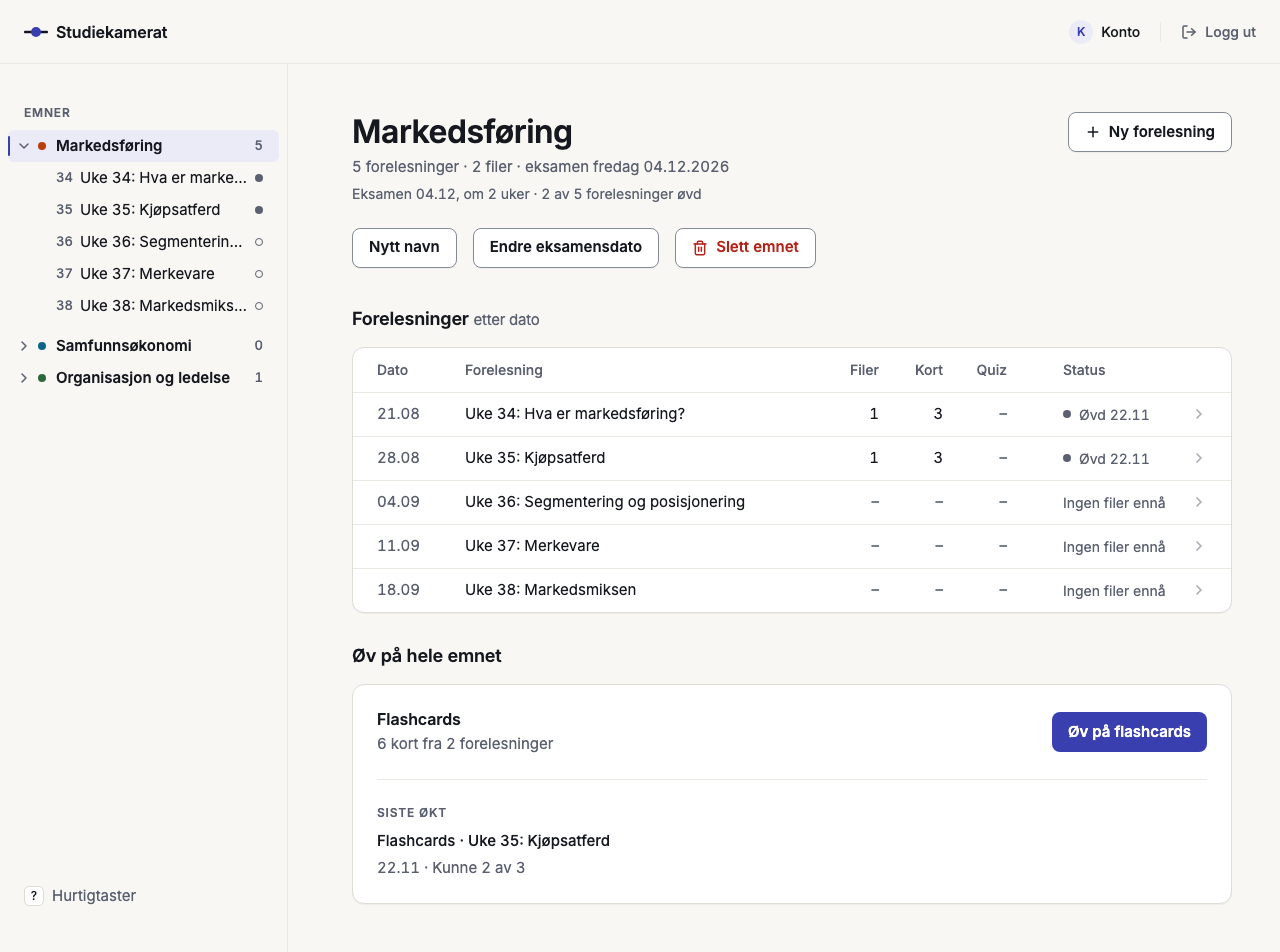 Studiekamerat
K Konto
Logg ut
EMNER
Markedsføring 5
34 Uke 34: Hva er marke...
35 Uke 35: Kjøpsatferd
36 Uke 36: Segmenterin...
37 Uke 37: Merkevare
38 Uke 38: Markedsmiks...
Samfunnsøkonomi 0
Organisasjon og ledelse 1
? Hurtigtaster
Markedsføring
+ Ny forelesning
5 forelesninger · 2 filer · eksamen fredag 04.12.2026
Eksamen 04.12, om 2 uker · 2 av 5 forelesninger øvd
Nytt navn
Endre eksamensdato
Slett emnet
Forelesninger etter dato
Dato Forelesning Filer Kort Quiz Status
21.08 Uke 34: Hva er markedsføring? 1 3 – Øvd 22.11
28.08 Uke 35: Kjøpsatferd 1 3 – Øvd 22.11
04.09 Uke 36: Segmentering og posisjonering – – – Ingen filer ennå
11.09 Uke 37: Merkevare – – – Ingen filer ennå
18.09 Uke 38: Markedsmiksen – – – Ingen filer ennå
Øv på hele emnet
Flashcards
6 kort fra 2 forelesninger
Øv på flashcards
SISTE ØKT
Flashcards · Uke 35: Kjøpsatferd
22.11 · Kunne 2 av 3